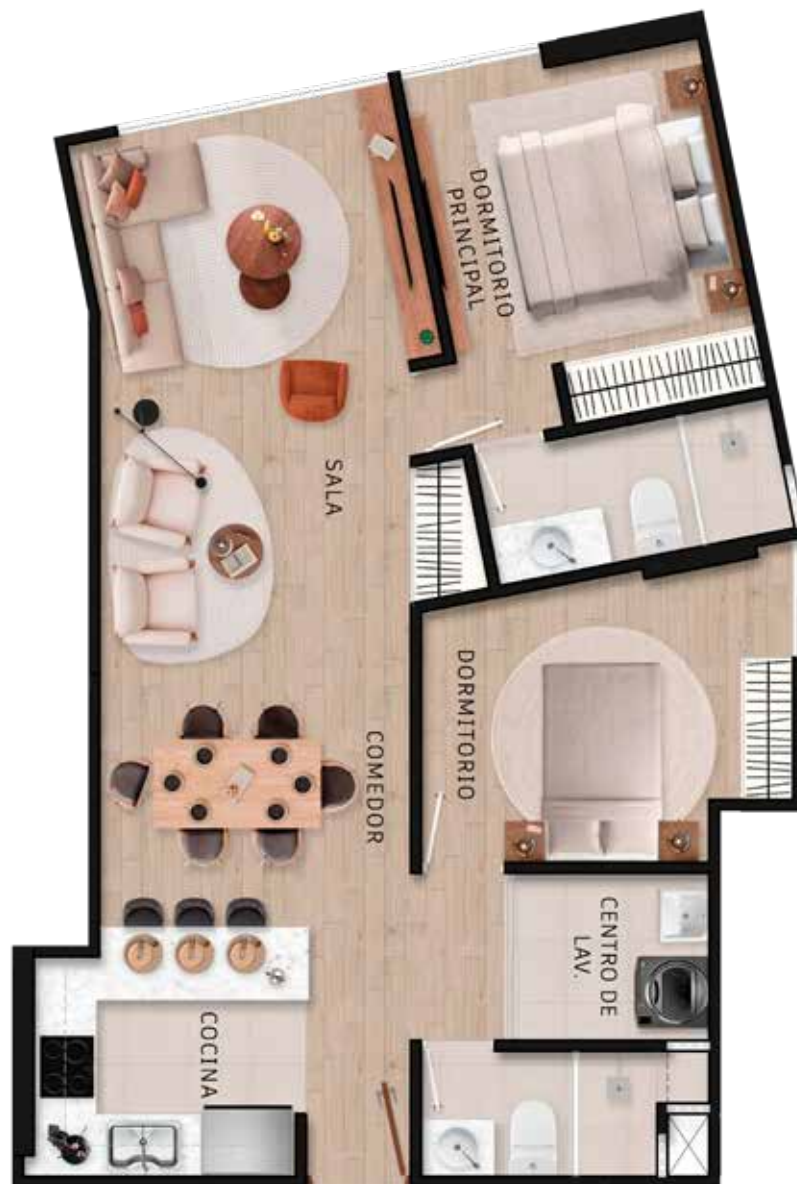 DORMITORIO
PRINCIPAL
SALA
DORMITORIO
COMEDOR
CENTRO DE
LAV.
COCINA